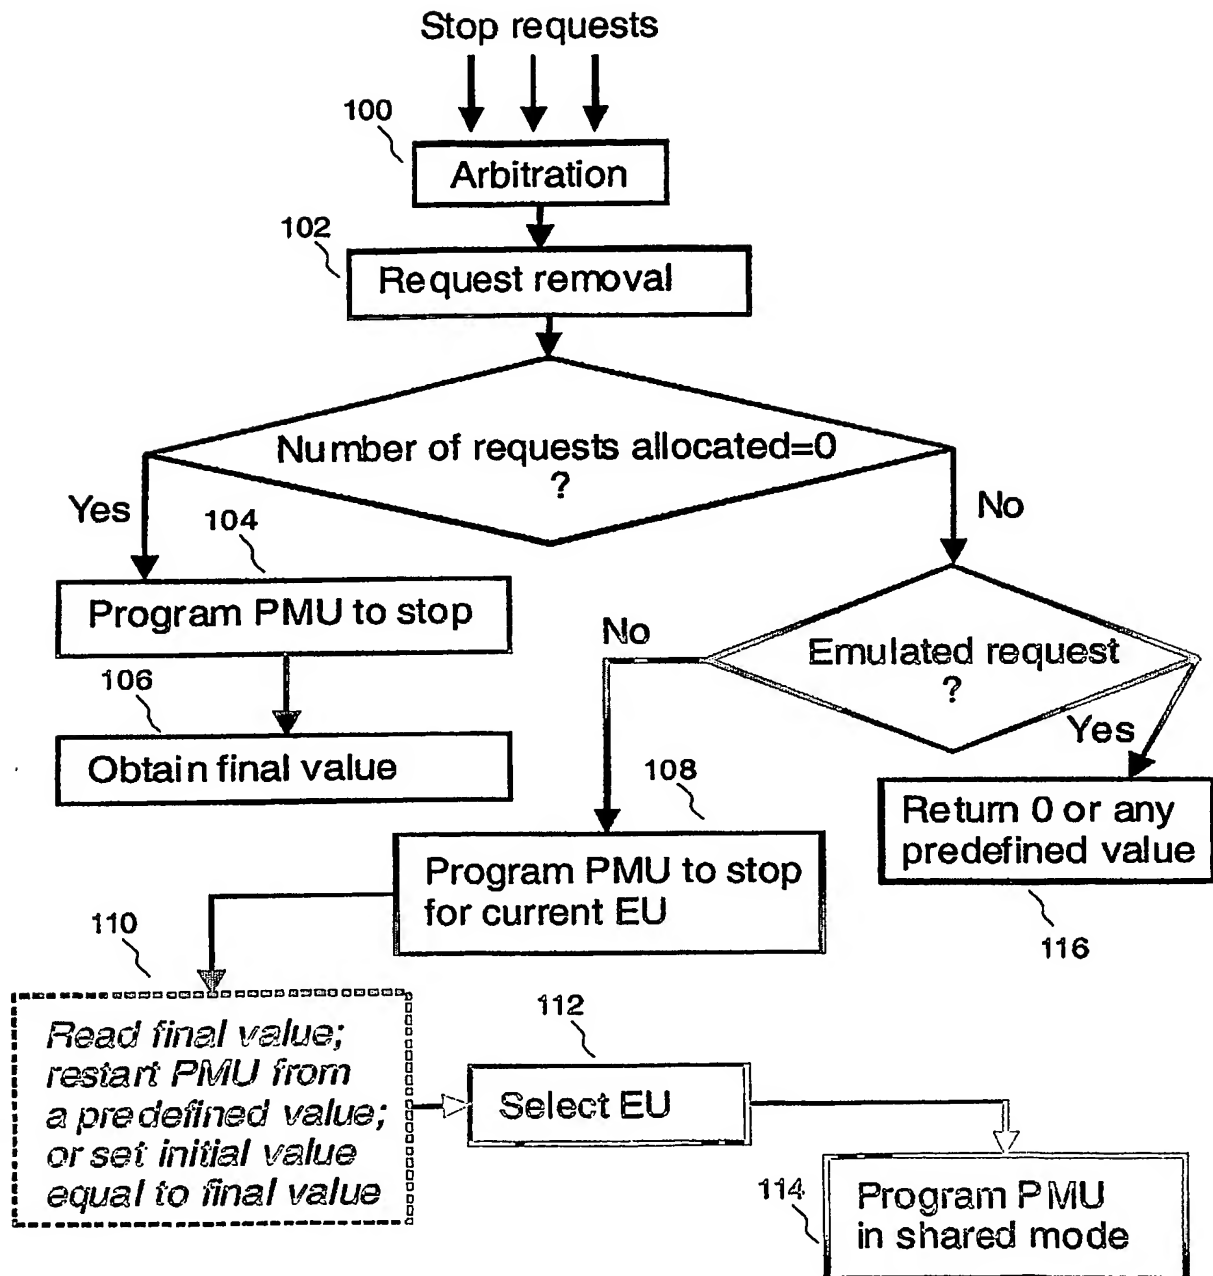 Stop requests
100
Arbitration
102
Request removal
Number of requests allocated=0
?
Yes
No
104
Program PMU to stop
No
Emulated request
?
106
Yes
Obtain final value
108
Return 0 or any
predefined value
Program PMU to stop
for current EU
116
110
112
Read final value;
restart PMU from
a predefined value;
or set initial value
equal to final value
Select EU
114
Program PMU
in shared mode